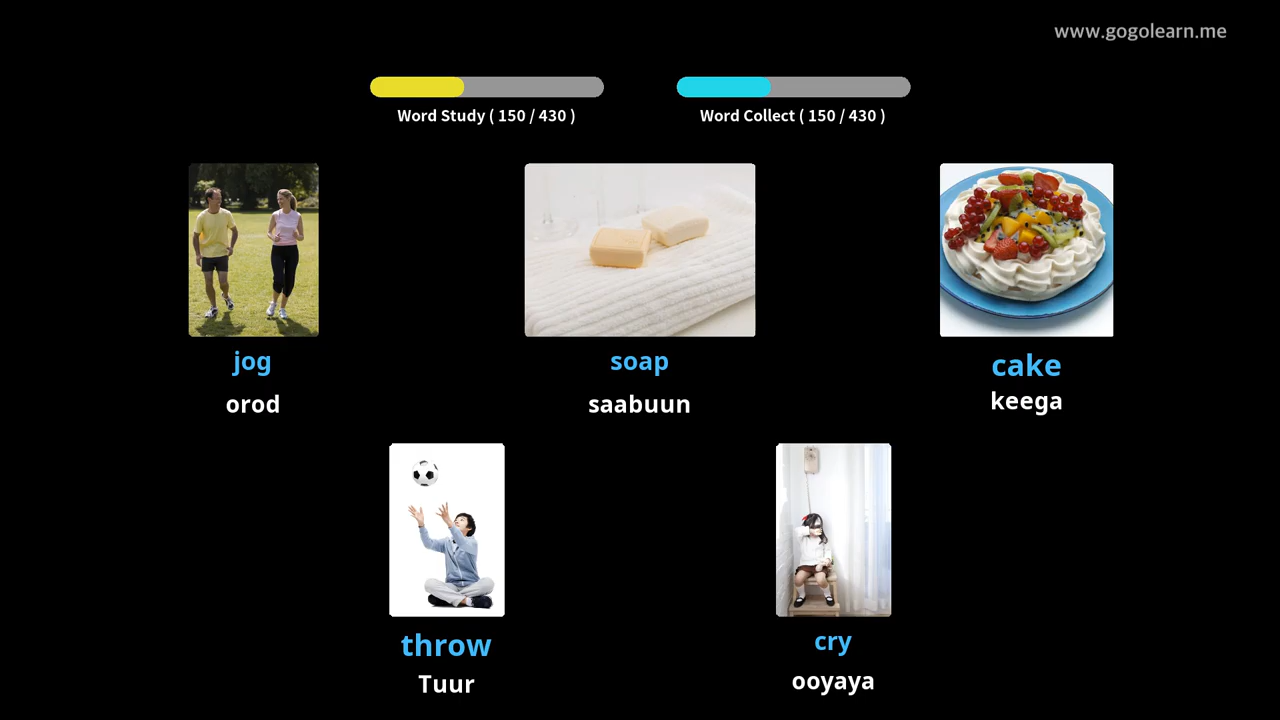 www.gogolearn.me
Word Study ( 150 / 430 )
Word Collect ( 150 / 430 )
jog
soap
cake
orod
saabuun
keega
throw
cry
Tuur
ooyaya